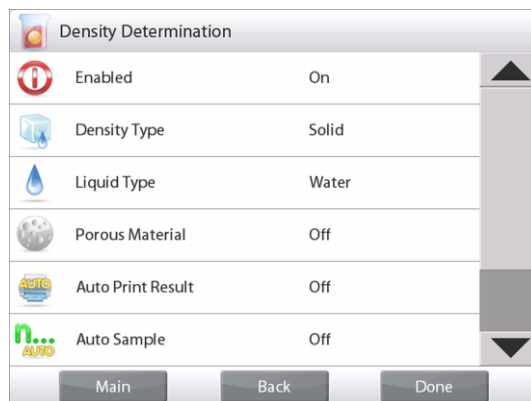 Density Determination
Enabled On
Density Type Solid
Liquid Type Water
Porous Material Off
AUTO Auto Print Result Off
n... AUTO Auto Sample Off
Main Back Done